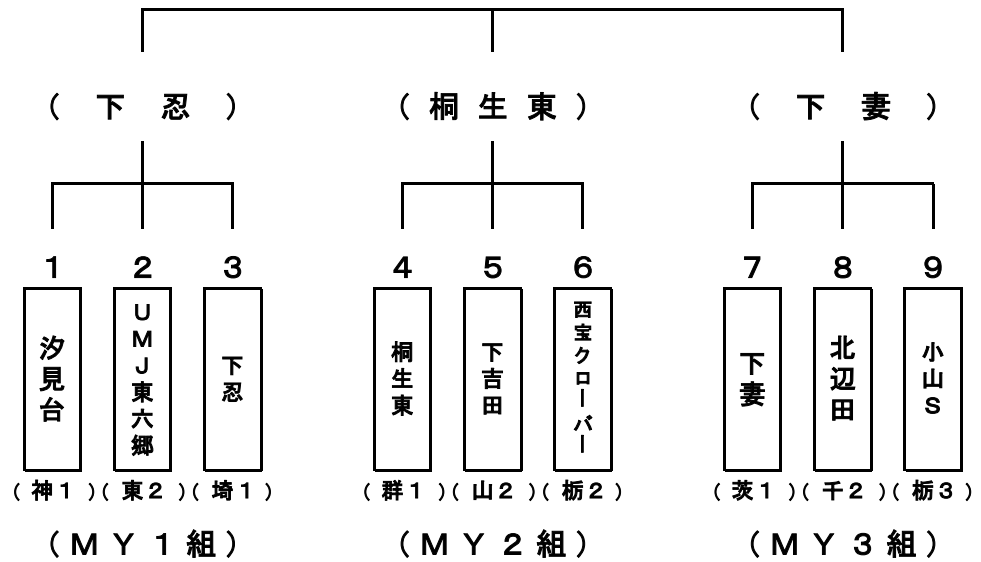 （ 下 忍 ） （ 桐 生 東 ） （ 下 妻 ）
1 2 3 4 5 6 7 8 9
汐見台
ＵＭＪ東六郷
下忍
桐生東
下吉田
西宝クローバー
下妻
北辺田
小山Ｓ
（神１）（東２）（埼１） （群１）（山２）（栃２） （茨１）（千２）（栃３）
（ＭＹ１組） （ＭＹ２組） （ＭＹ３組）